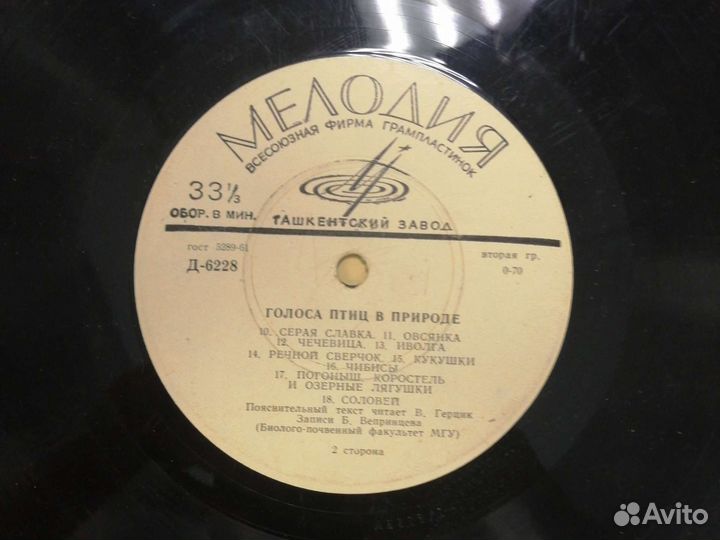 МЕЛОДИЯ
ВСЕСОЮЗНАЯ ФИРМА ГРАМПЛАСТИНОК
33 1/3
ОБОР. В МИН.
ТАШКЕНТСКИЙ ЗАВОД
гост 5289-61
вторая гр.
Д-6228
0-70
ГОЛОСА ПТИЦ В ПРИРОДЕ
10. СЕРАЯ СЛАВКА. 11. ОВСЯНКА
12. ЧЕЧЕВИЦА. 13. ИВОЛГА
14. РЕЧНОЙ СВЕРЧОК. 15. КУКУШКИ
16. ЧИБИСЫ
17. ПОГОНЫШ, КОРОСТЕЛЬ
И ОЗЕРНЫЕ ЛЯГУШКИ
18. СОЛОВЕЙ
Пояснительный текст читает В. Герцик
Записи Б. Вепринцева
(Биолого-почвенный факультет МГУ)
2 сторона
Avito